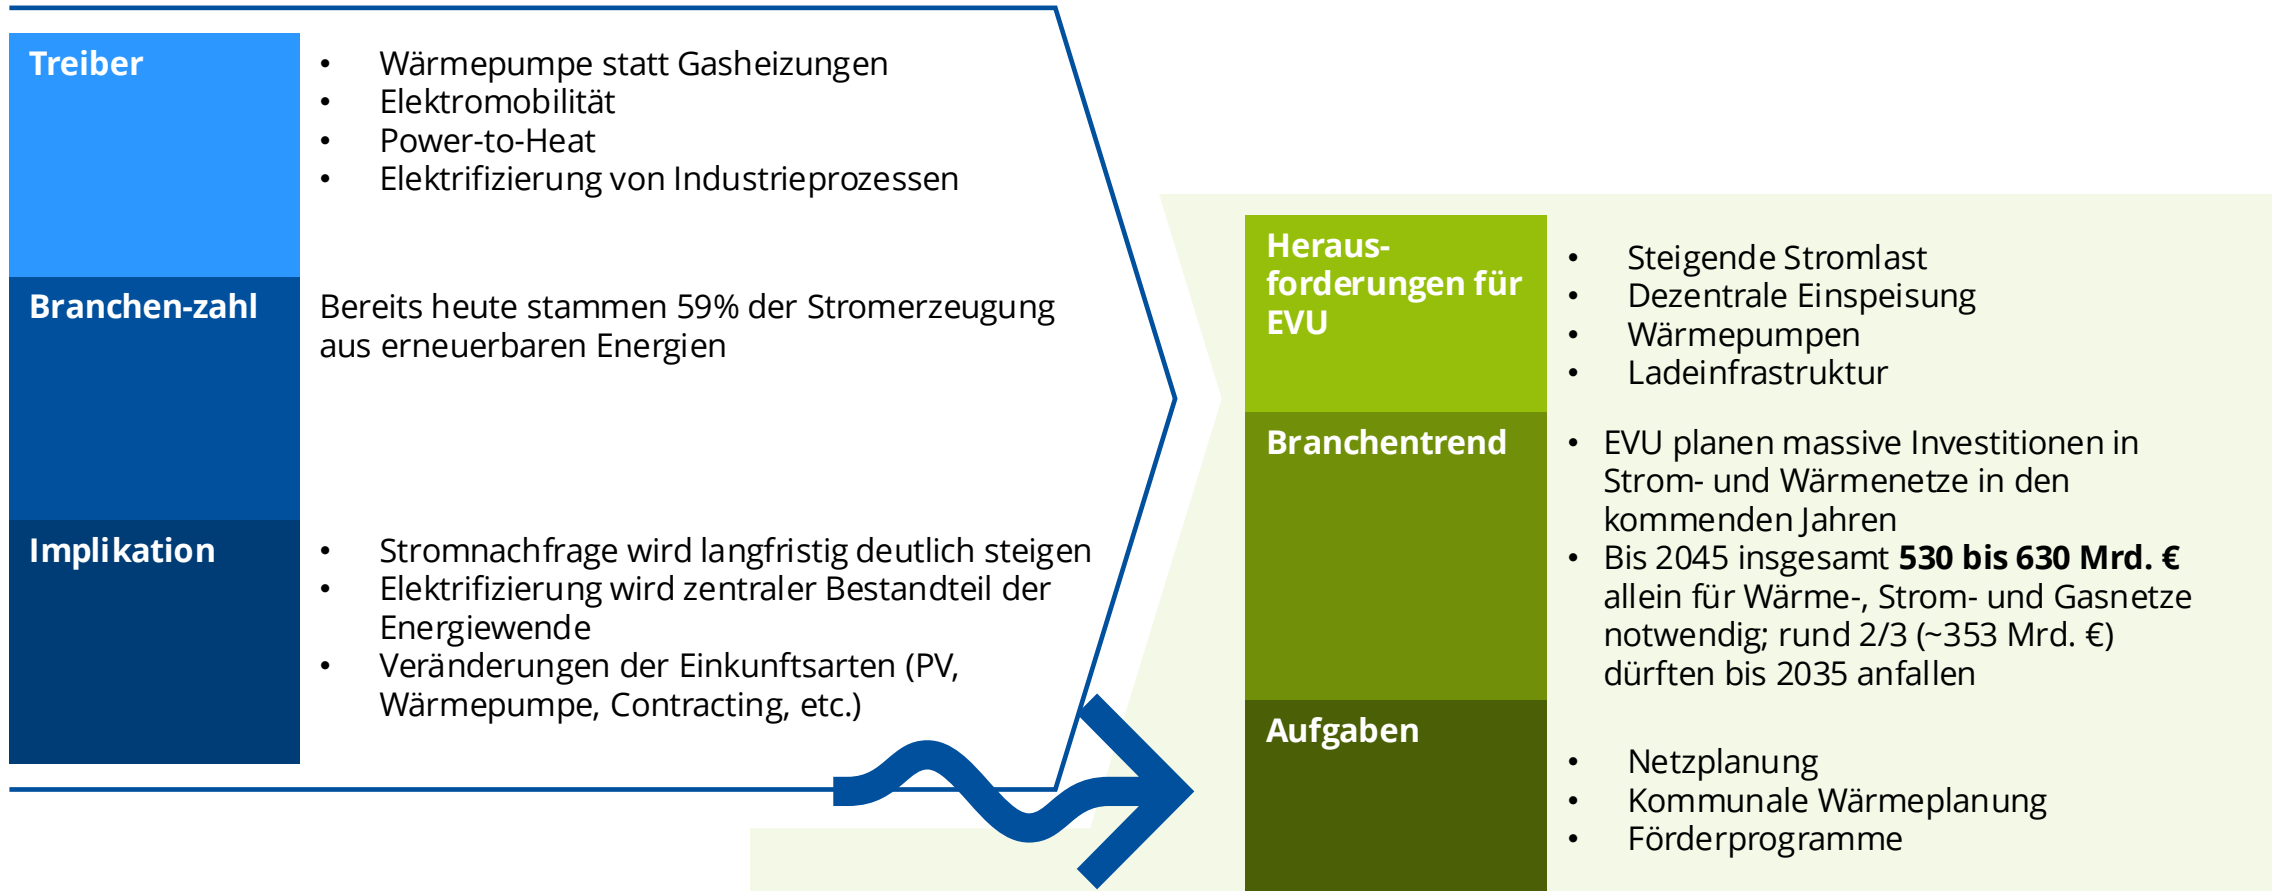 Treiber
• Wärmepumpe statt Gasheizungen
• Elektromobilität
• Power-to-Heat
• Elektrifizierung von Industrieprozessen
Branchen-zahl
Bereits heute stammen 59% der Stromerzeugung
aus erneuerbaren Energien
Implikation
• Stromnachfrage wird langfristig deutlich steigen
• Elektrifizierung wird zentraler Bestandteil der
Energiewende
• Veränderungen der Einkunftsarten (PV,
Wärmepumpe, Contracting, etc.)
Heraus-
forderungen für
EVU
• Steigende Stromlast
• Dezentrale Einspeisung
• Wärmepumpen
• Ladeinfrastruktur
Branchentrend
• EVU planen massive Investitionen in
Strom- und Wärmenetze in den
kommenden Jahren
• Bis 2045 insgesamt 530 bis 630 Mrd. €
allein für Wärme-, Strom- und Gasnetze
notwendig; rund 2/3 (~353 Mrd. €)
dürften bis 2035 anfallen
Aufgaben
• Netzplanung
• Kommunale Wärmeplanung
• Förderprogramme